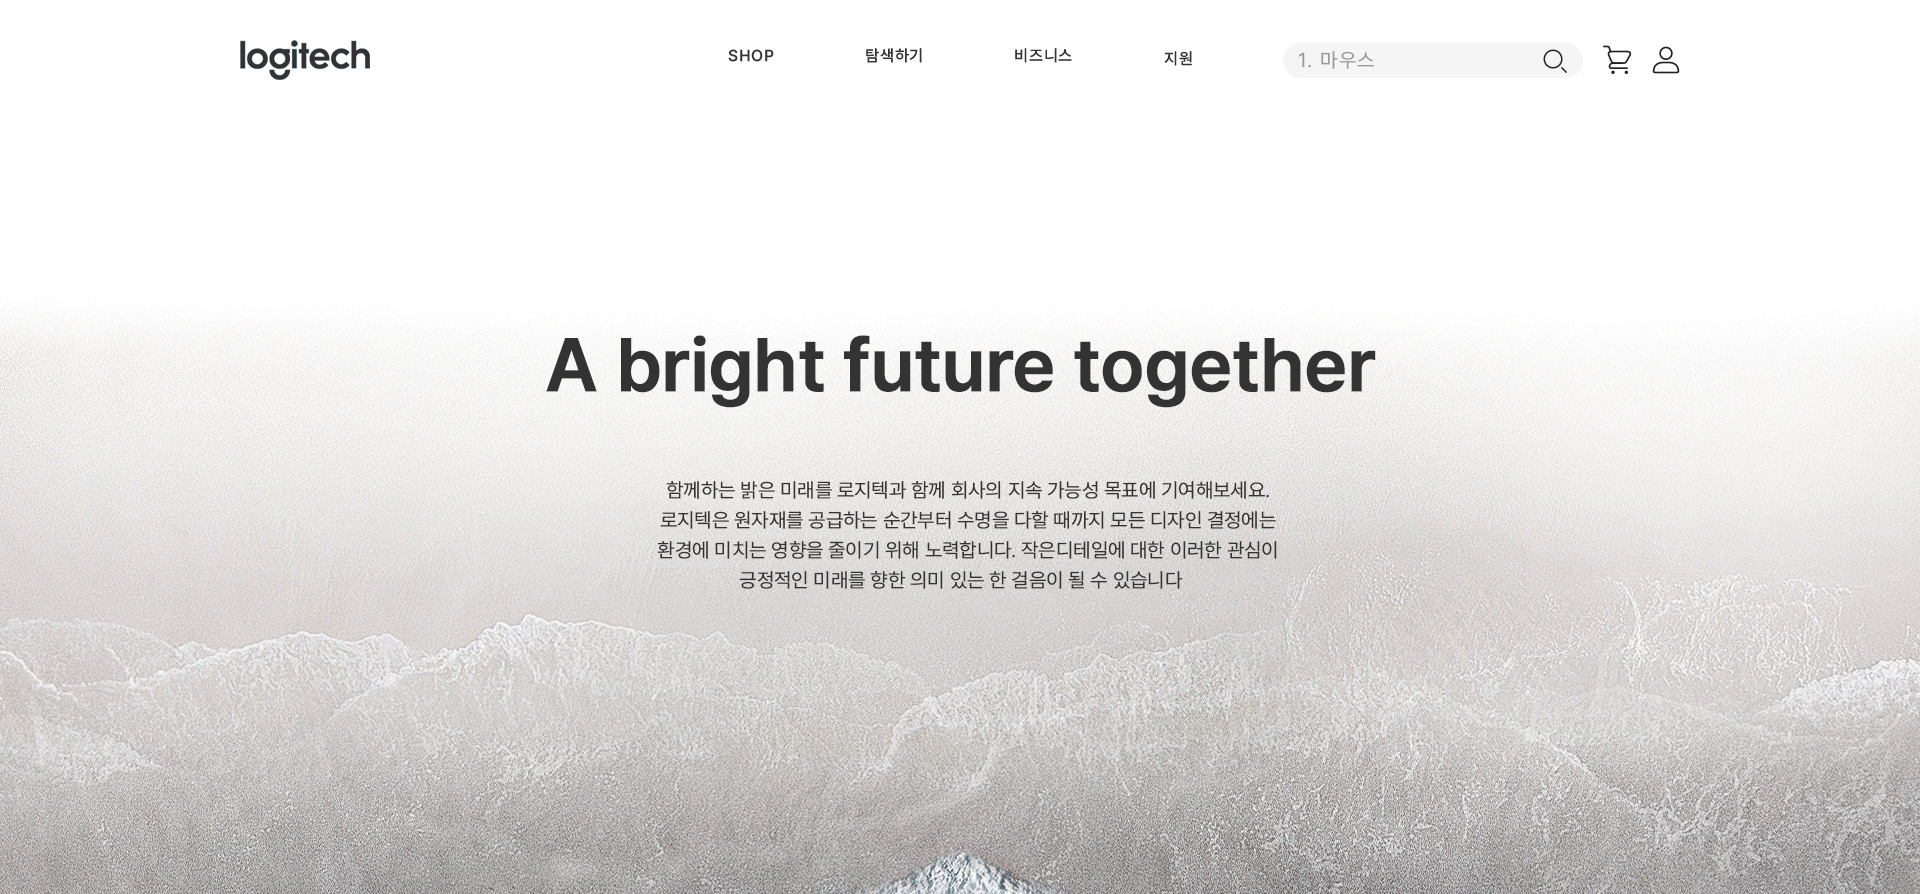 logitech
SHOP
탐색하기
비즈니스
지원
1. 마우스
A bright future together
함께하는 밝은 미래를 로지텍과 함께 회사의 지속 가능성 목표에 기여해보세요.
로지텍은 원자재를 공급하는 순간부터 수명을 다할 때까지 모든 디자인 결정에는
환경에 미치는 영향을 줄이기 위해 노력합니다. 작은디테일에 대한 이러한 관심이
긍정적인 미래를 향한 의미 있는 한 걸음이 될 수 있습니다